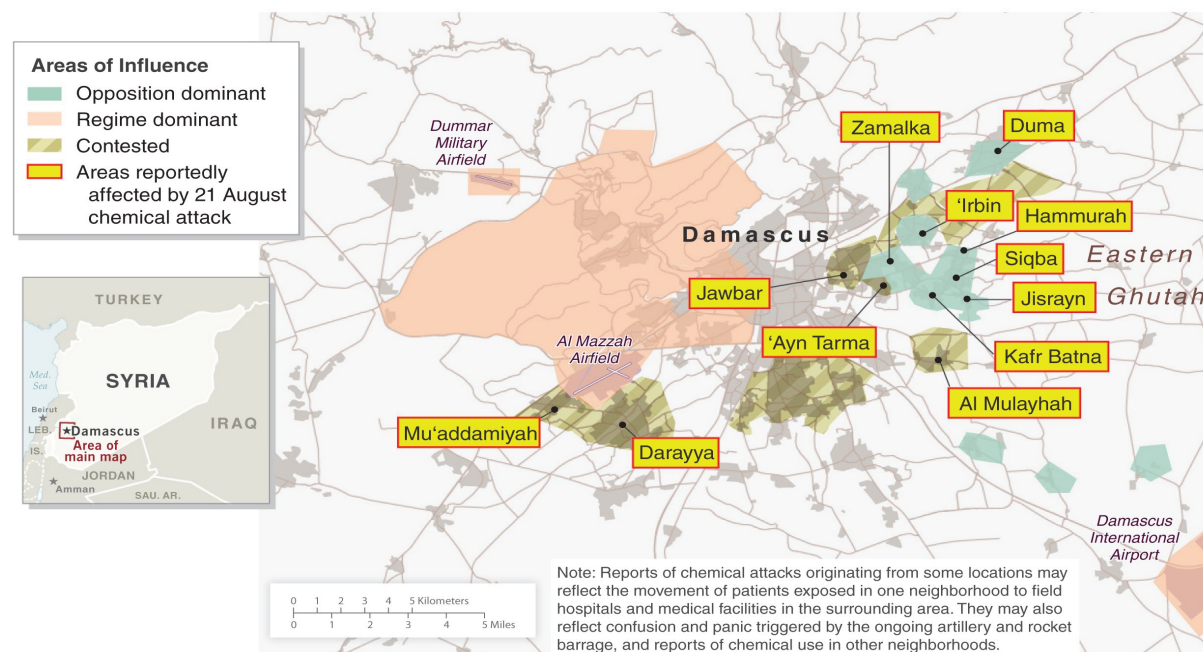 Areas of Influence
Opposition dominant
Regime dominant
Contested
Areas reportedly
affected by 21 August
chemical attack
Dummar
Military
Airfield
Zamalka
Duma
‘Irbin
Hammurah
Damascus
Siqba
Eastern
Ghutah
Jawbar
Jisrayn
‘Ayn Tarma
Kafr Batna
Al Mazzah
Airfield
Al Mulayhah
Mu‘addamiyah
Darayya
Damascus
International
Airport
TURKEY
Med.
Sea
SYRIA
Beirut
LEB.
Damascus
IRAQ
Area of
main map
IS.
JORDAN
Amman
SAU. AR.
0 1 2 3 4 5 Kilometers
0 1 2 3 4 5 Miles
Note: Reports of chemical attacks originating from some locations may
reflect the movement of patients exposed in one neighborhood to field
hospitals and medical facilities in the surrounding area. They may also
reflect confusion and panic triggered by the ongoing artillery and rocket
barrage, and reports of chemical use in other neighborhoods.